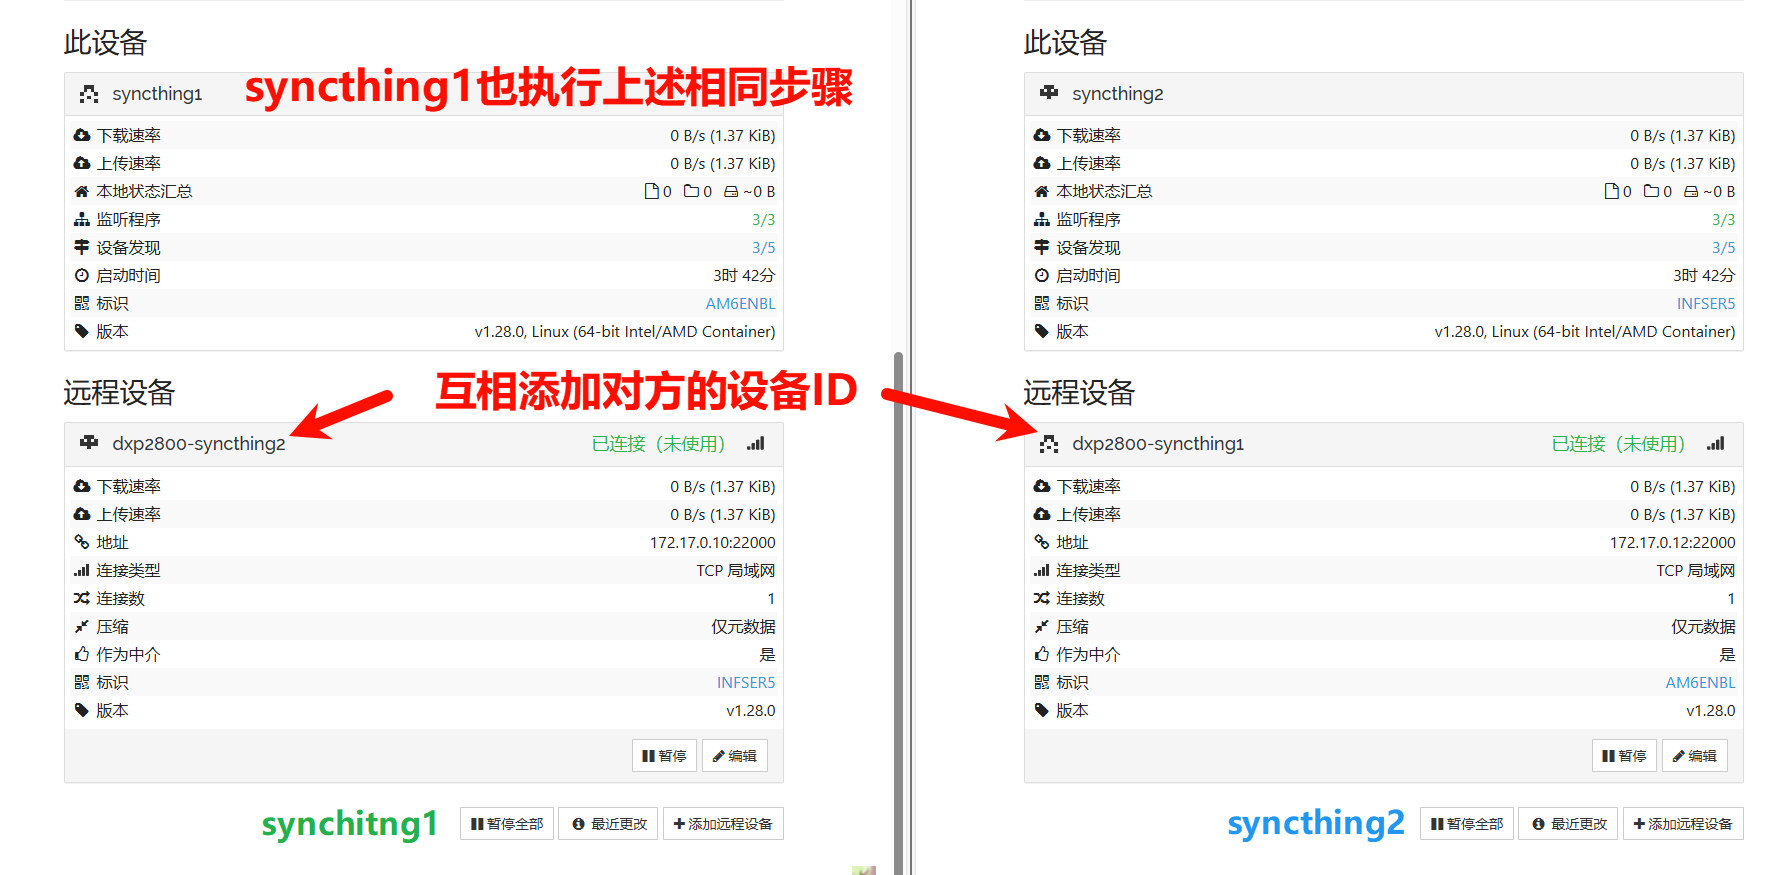 此设备
syncthing1
syncthing1也执行上述相同步骤
下载速率 0 B/s (1.37 KiB)
上传速率 0 B/s (1.37 KiB)
本地状态汇总 0 0 ~0 B
监听程序 3/3
设备发现 3/5
启动时间 3时 42分
标识 AM6ENBL
版本 v1.28.0, Linux (64-bit Intel/AMD Container)
远程设备
互相添加对方的设备ID
dxp2800-syncthing2 已连接（未使用）
下载速率 0 B/s (1.37 KiB)
上传速率 0 B/s (1.37 KiB)
地址 172.17.0.10:22000
连接类型 TCP 局域网
连接数 1
压缩 仅元数据
作为中介 是
标识 INFSER5
版本 v1.28.0
暂停 编辑
synchitng1 暂停全部 最近更改 添加远程设备
此设备
syncthing2
下载速率 0 B/s (1.37 KiB)
上传速率 0 B/s (1.37 KiB)
本地状态汇总 0 0 ~0 B
监听程序 3/3
设备发现 3/5
启动时间 3时 42分
标识 INFSER5
版本 v1.28.0, Linux (64-bit Intel/AMD Container)
远程设备
dxp2800-syncthing1 已连接（未使用）
下载速率 0 B/s (1.37 KiB)
上传速率 0 B/s (1.37 KiB)
地址 172.17.0.12:22000
连接类型 TCP 局域网
连接数 1
压缩 仅元数据
作为中介 是
标识 AM6ENBL
版本 v1.28.0
暂停 编辑
syncthing2 暂停全部 最近更改 添加远程设备